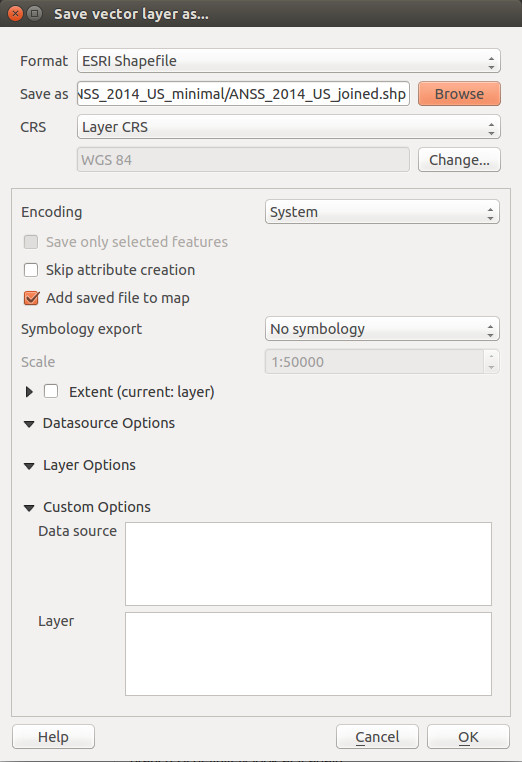 Save vector layer as...
Format ESRI Shapefile
Save as NSS_2014_US_minimal/ANSS_2014_US_joined.shp Browse
CRS Layer CRS
WGS 84 Change...
Encoding System
Save only selected features
Skip attribute creation
Add saved file to map
Symbology export No symbology
Scale 1:50000
Extent (current: layer)
Datasource Options
Layer Options
Custom Options
Data source
Layer
Help Cancel OK